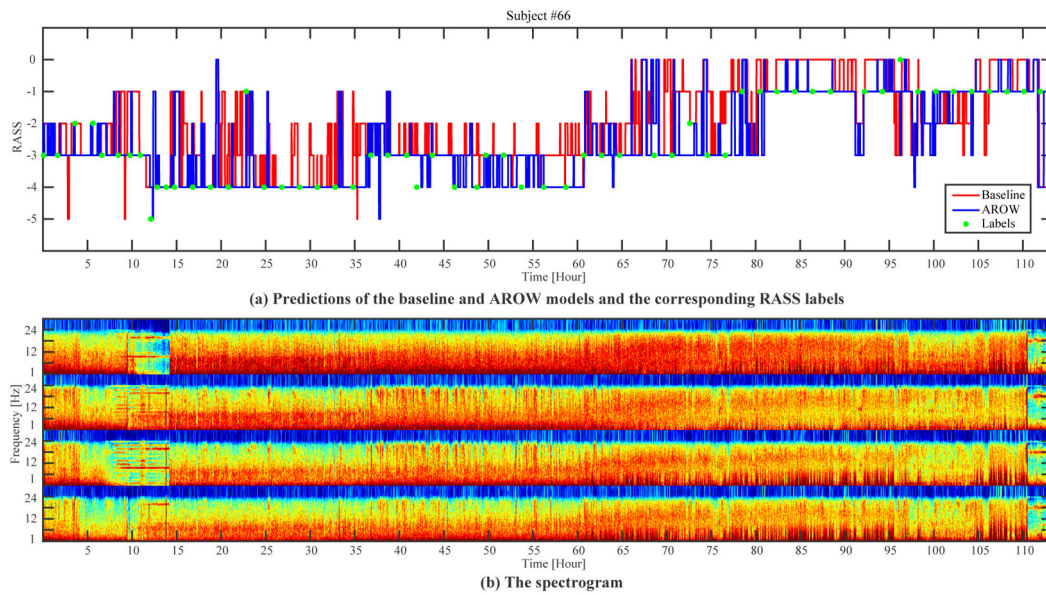 Subject #66
RASS
0
-1
-2
-3
-4
-5
Baseline
AROW
Labels
5 10 15 20 25 30 35 40 45 50 55 60 65 70 75 80 85 90 95 100 105 110
Time [Hour]
(a) Predictions of the baseline and AROW models and the corresponding RASS labels
Frequency [Hz]
24
12
1
24
12
1
24
12
1
24
12
1
5 10 15 20 25 30 35 40 45 50 55 60 65 70 75 80 85 90 95 100 105 110
Time [Hour]
(b) The spectrogram